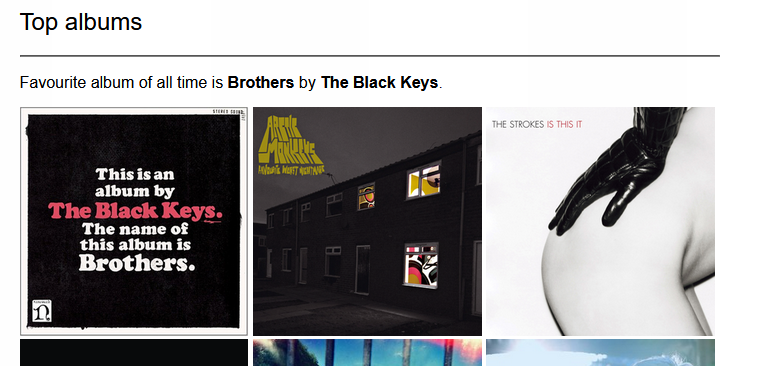 Top albums
Favourite album of all time is Brothers by The Black Keys.
STEREO SOUND
This is an
album by
The Black Keys.
The name of
this album is
Brothers.
n
ARCTIC
MONKEYS
FAVOURITE WORST NIGHTMARE
THE STROKES IS THIS IT